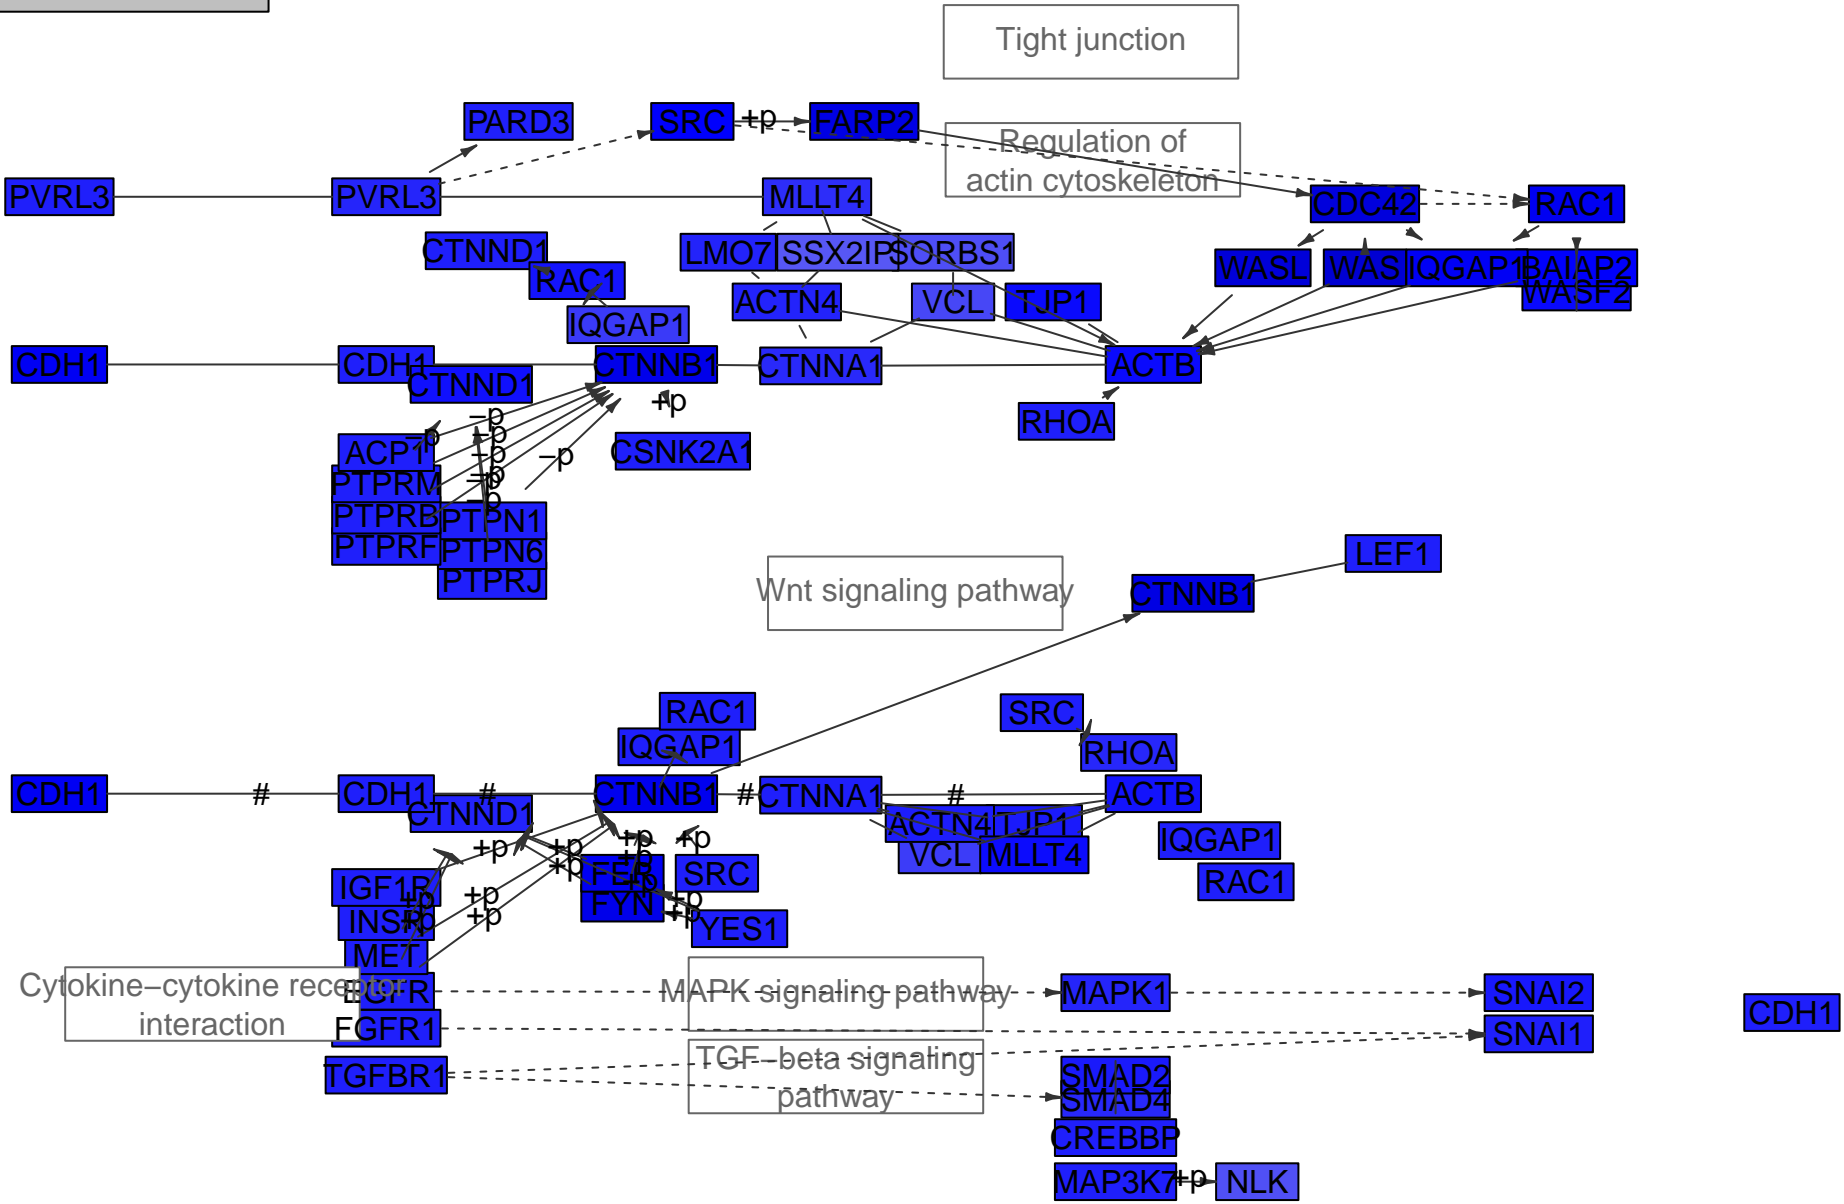 Tight junction
PARD3
SRC
+p
FARP2
Regulation of
actin cytoskeleton
PVRL3
PVRL3
MLLT4
CDC42
RAC1
CTNND1
RAC1
IQGAP1
LMO7
SSX2IP
SORBS1
WASL
WAS
IQGAP1
BAIAP2
WASF2
ACTN4
VCL
TJP1
CDH1
CDH1
CTNND1
CTNNB1
CTNNA1
ACTB
+p
RHOA
–p
–p
–p
–p
–p
–p
–p
–p
ACP1
CSNK2A1
PTPRM
PTPRB
PTPN1
PTPRF
PTPN6
PTPRJ
LEF1
Wnt signaling pathway
CTNNB1
RAC1
SRC
IQGAP1
RHOA
CDH1
#
CDH1
#
CTNND1
CTNNB1
#
CTNNA1
#
ACTB
ACTN4
TJP1
VCL
MLLT4
IQGAP1
RAC1
+p
+p
+p
+p
+p
+p
FER
+p
SRC
IGF1R
+p
+p
FYN
+p
INSR
+p
+p
+p
YES1
MET
Cytokine–cytokine receptor
interaction
EGFR
MAPK signaling pathway
MAPK1
SNAI2
CDH1
FGFR1
SNAI1
TGF–beta signaling
pathway
TGFBR1
SMAD2
SMAD4
CREBBP
MAP3K7
+p
NLK